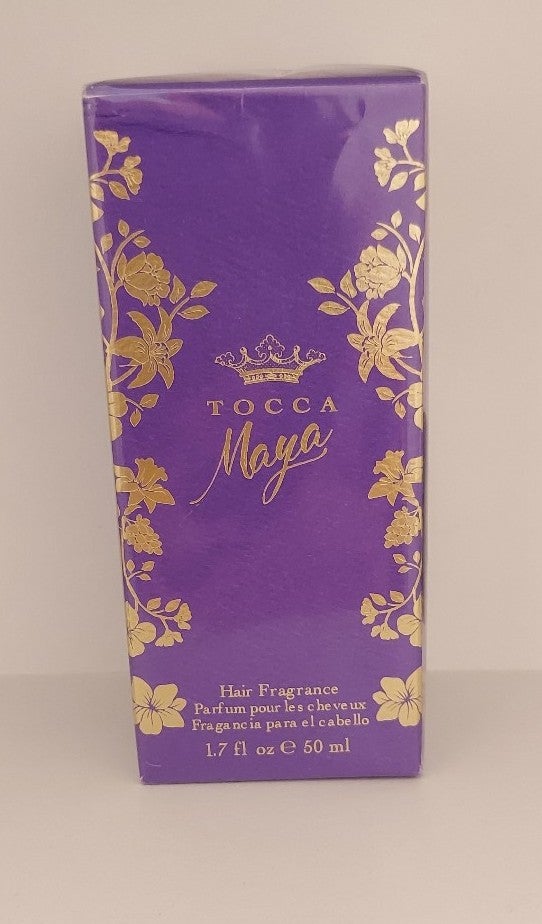 TOCCA
Maya
Hair Fragrance
Parfum pour les cheveux
Fragancia para el cabello
1.7 fl oz ℮ 50 ml